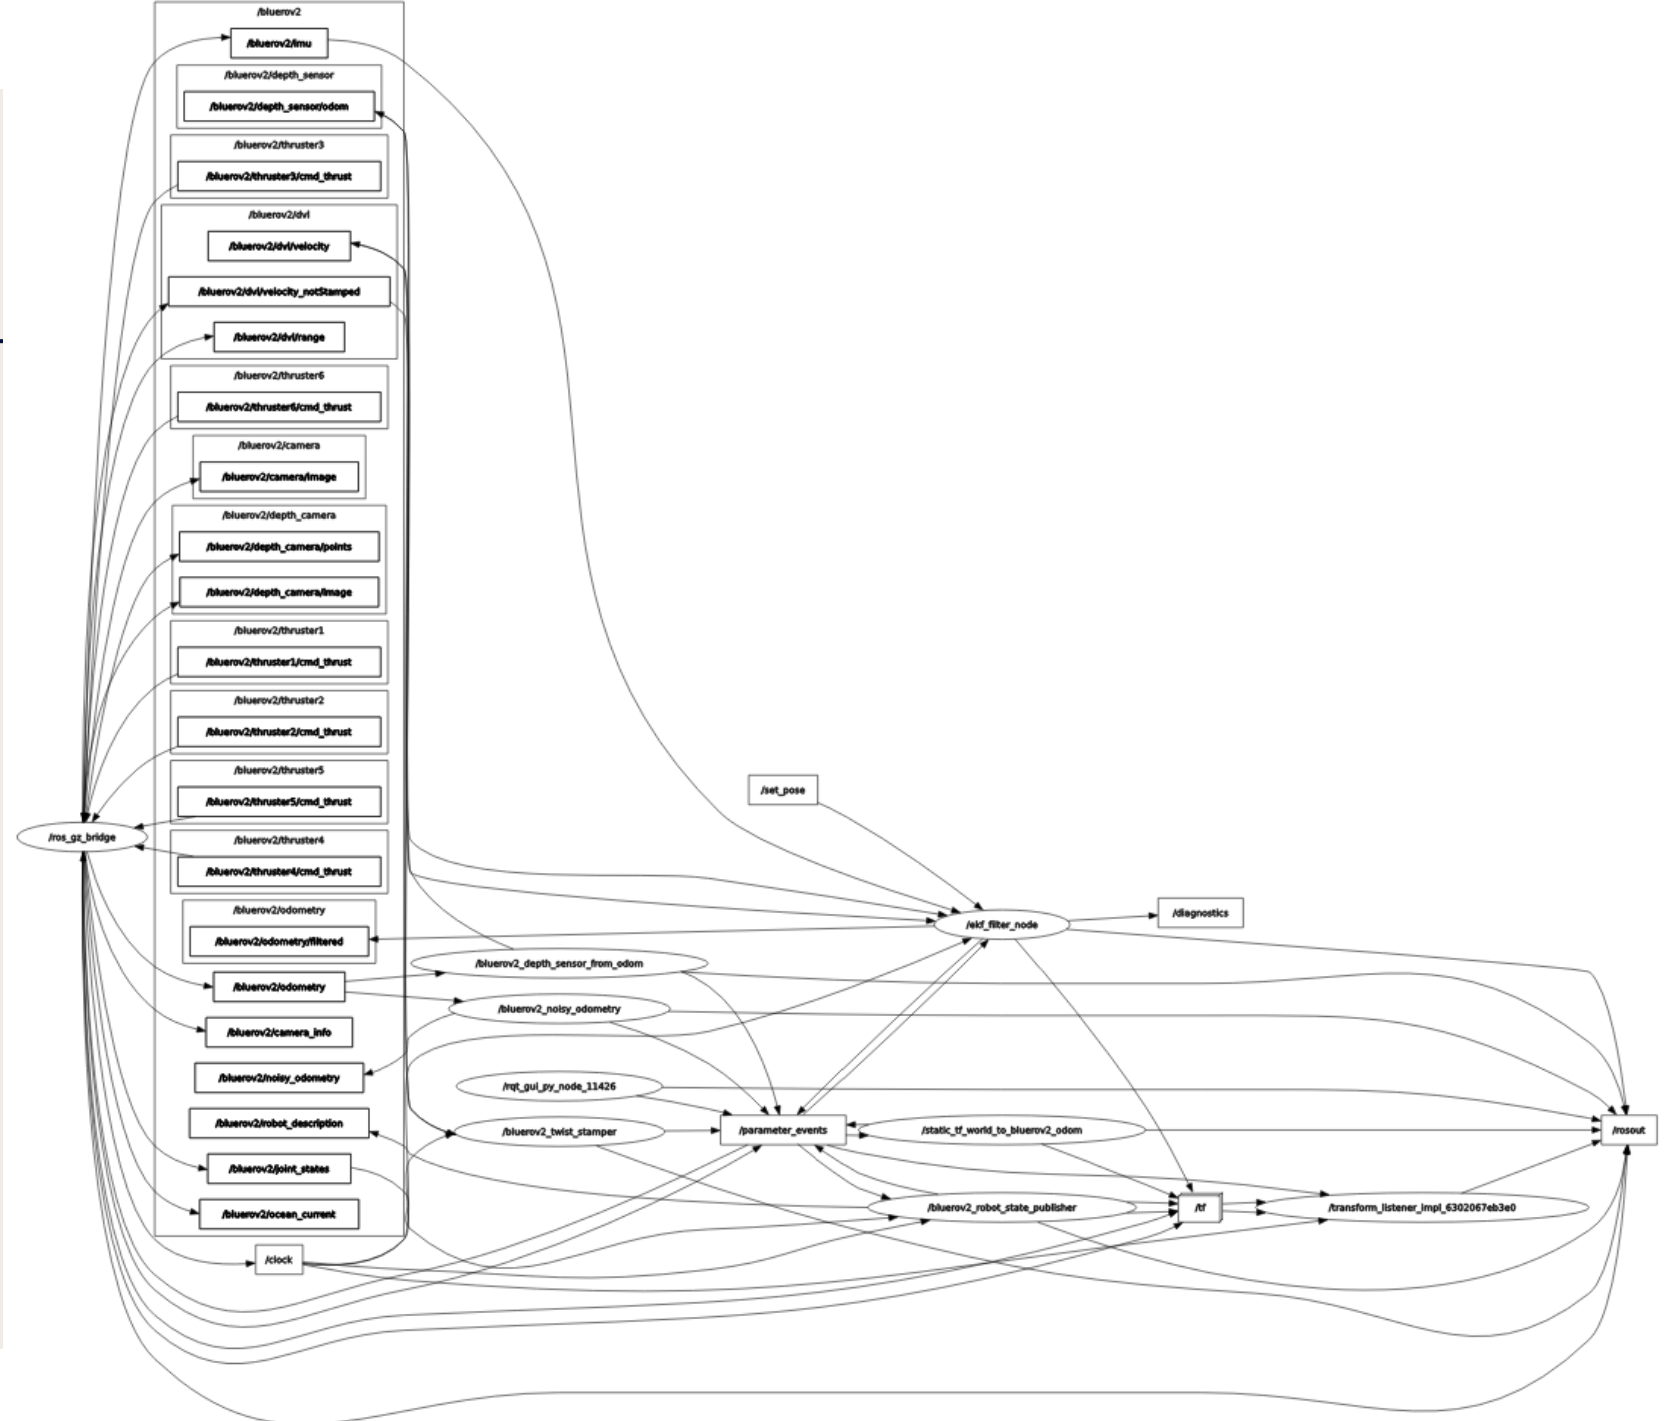 /bluerov2
/bluerov2/imu
/bluerov2/depth_sensor
/bluerov2/depth_sensor/odom
/bluerov2/thruster3
/bluerov2/thruster3/cmd_thrust
/bluerov2/dvl
/bluerov2/dvl/velocity
/bluerov2/dvl/velocity_notStamped
/bluerov2/dvl/range
/bluerov2/thruster6
/bluerov2/thruster6/cmd_thrust
/bluerov2/camera
/bluerov2/camera/image
/bluerov2/depth_camera
/bluerov2/depth_camera/points
/bluerov2/depth_camera/image
/bluerov2/thruster1
/bluerov2/thruster1/cmd_thrust
/bluerov2/thruster2
/bluerov2/thruster2/cmd_thrust
/bluerov2/thruster5
/bluerov2/thruster5/cmd_thrust
/ros_gz_bridge
/bluerov2/thruster4
/bluerov2/thruster4/cmd_thrust
/bluerov2/odometry
/bluerov2/odometry/filtered
/bluerov2/odometry
/bluerov2/camera_info
/bluerov2/noisy_odometry
/bluerov2/robot_description
/bluerov2/joint_states
/bluerov2/ocean_current
/clock
/set_pose
/ekf_filter_node
/diagnostics
/bluerov2_depth_sensor_from_odom
/bluerov2_noisy_odometry
/rqt_gui_py_node_11426
/bluerov2_twist_stamper
/parameter_events
/static_tf_world_to_bluerov2_odom
/rosout
/bluerov2_robot_state_publisher
/tf
/transform_listener_impl_6302067eb3e0